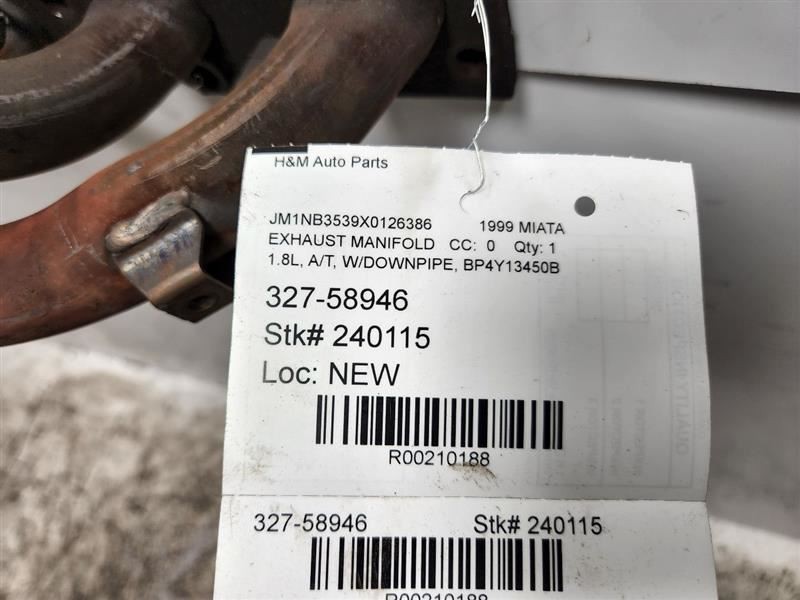 H&M Auto Parts
JM1NB3539X0126386 1999 MIATA
EXHAUST MANIFOLD CC: 0 Qty: 1
1.8L, A/T, W/DOWNPIPE, BP4Y13450B
327-58946
Stk# 240115
Loc: NEW
R00210188
327-58946 Stk# 240115
R00210188